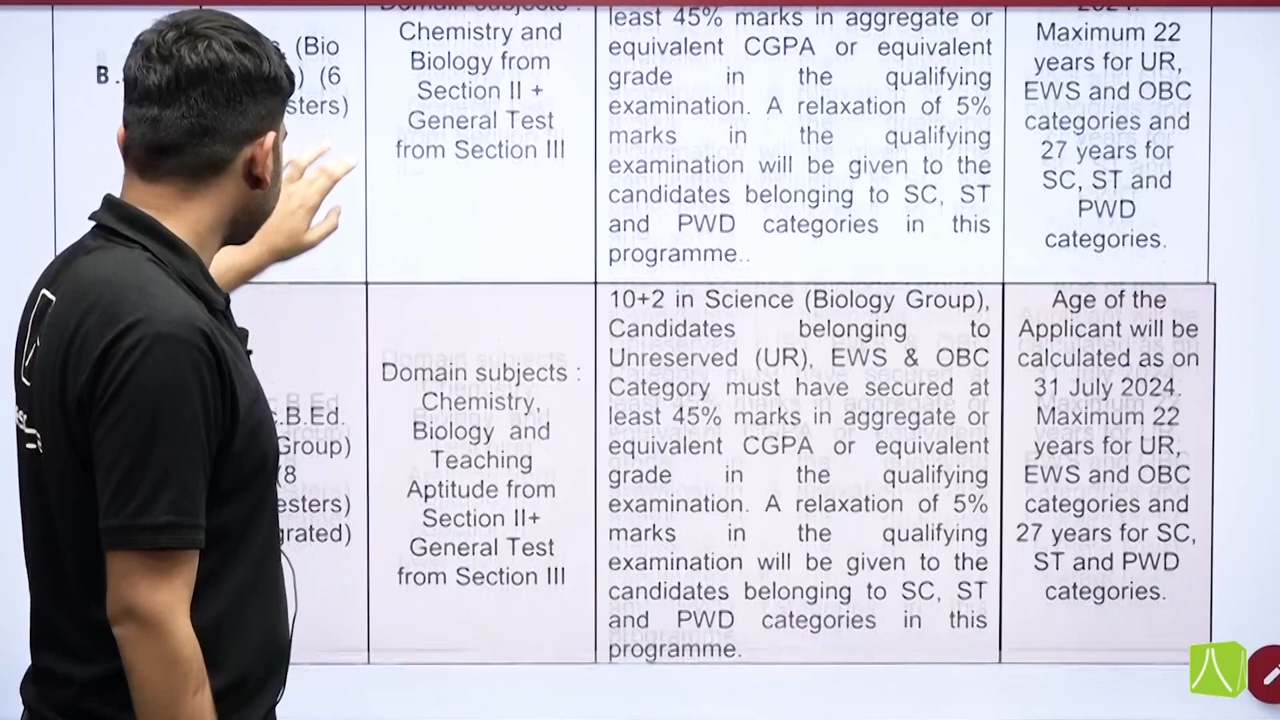 B.
(Bio
) (6
sters)
Domain subjects :
Chemistry and
Biology from
Section II +
General Test
from Section III
least 45% marks in aggregate or
equivalent CGPA or equivalent
grade in the qualifying
examination. A relaxation of 5%
marks in the qualifying
examination will be given to the
candidates belonging to SC, ST
and PWD categories in this
programme..
2024.
Maximum 22
years for UR,
EWS and OBC
categories and
27 years for
SC, ST and
PWD
categories.
.B.Ed.
Group)
(8
esters)
grated)
Domain subjects :
Chemistry,
Biology and
Teaching
Aptitude from
Section II+
General Test
from Section III
10+2 in Science (Biology Group),
Candidates belonging to
Unreserved (UR), EWS & OBC
Category must have secured at
least 45% marks in aggregate or
equivalent CGPA or equivalent
grade in the qualifying
examination. A relaxation of 5%
marks in the qualifying
examination will be given to the
candidates belonging to SC, ST
and PWD categories in this
programme.
Age of the
Applicant will be
calculated as on
31 July 2024.
Maximum 22
years for UR,
EWS and OBC
categories and
27 years for SC,
ST and PWD
categories.